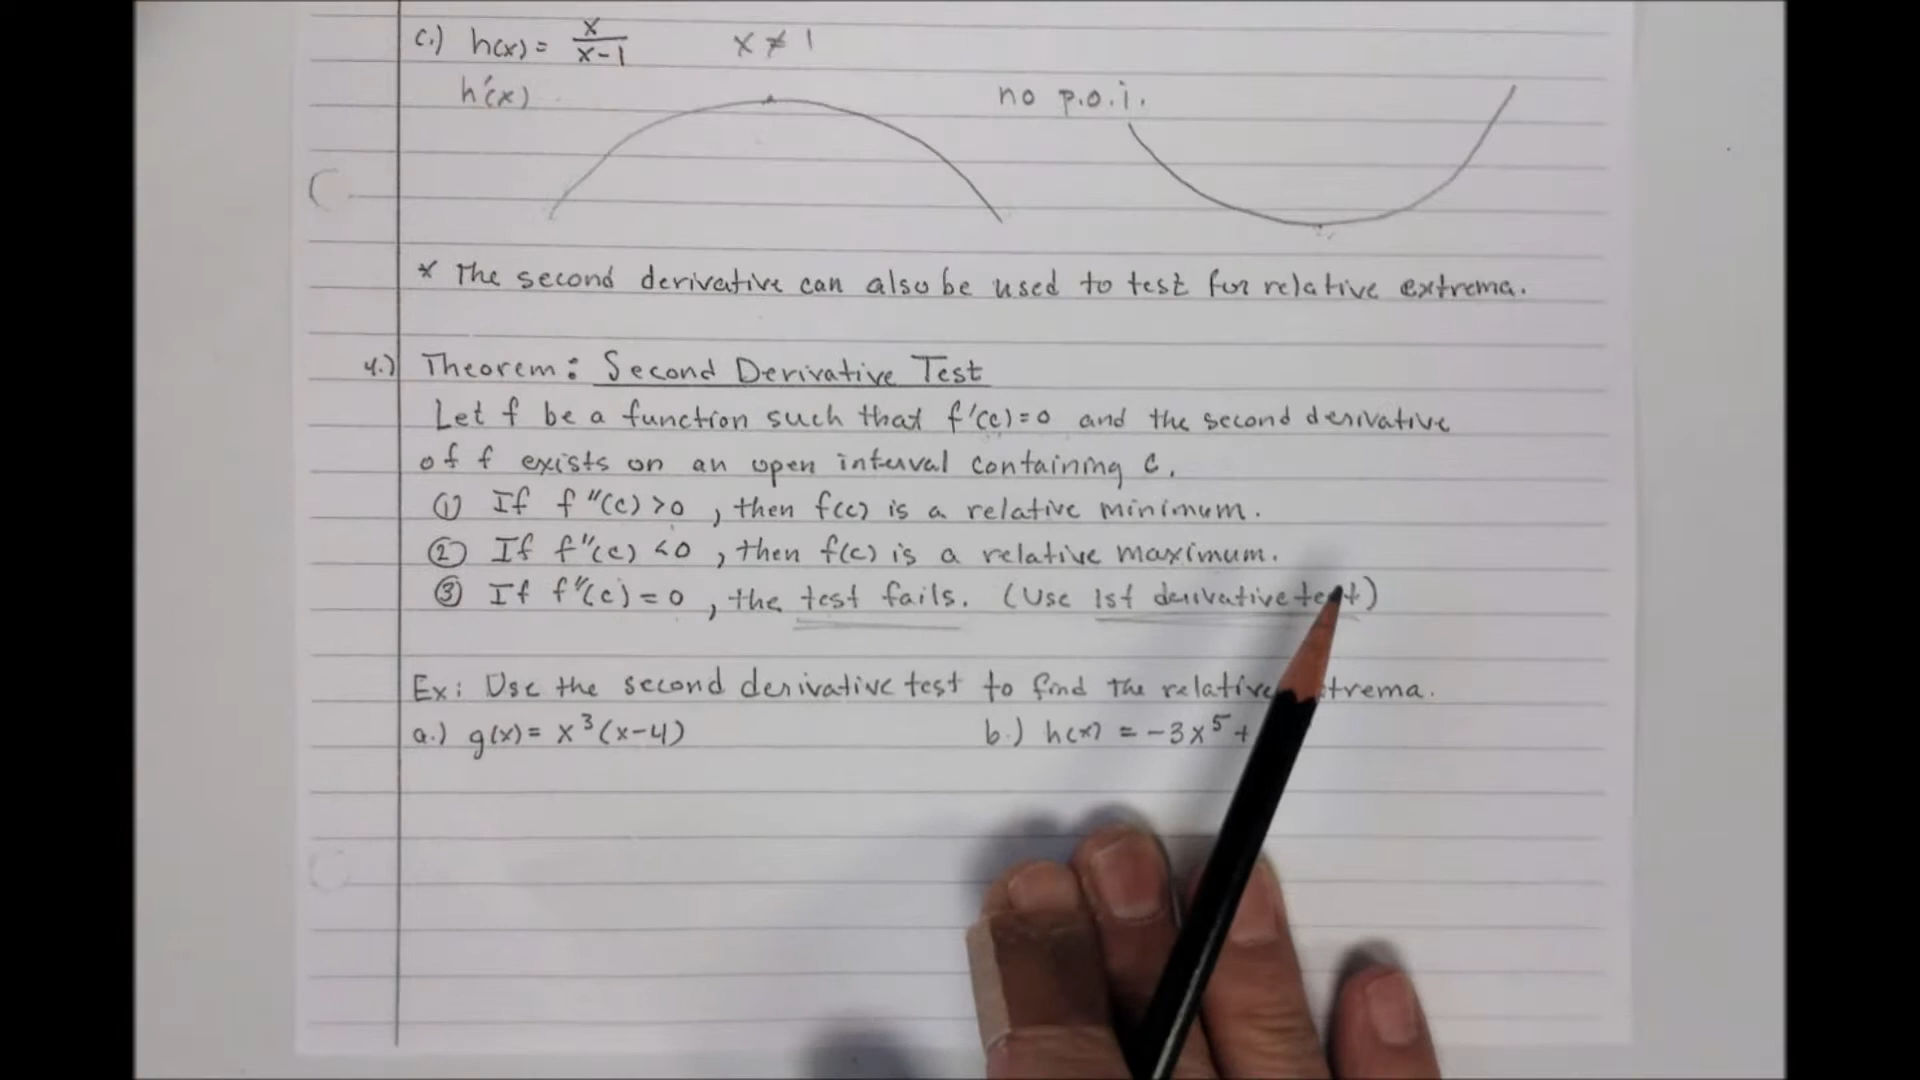 c.) h(x) = x/(x-1) x ≠ 1
h'(x) no p.o.i.
* The second derivative can also be used to test for relative extrema.
4.) Theorem: Second Derivative Test
Let f be a function such that f'(c)=0 and the second derivative
of f exists on an open interval containing c.
① If f"(c) >0, then f(c) is a relative minimum.
② If f"(c) <0, then f(c) is a relative maximum.
③ If f"(c) = 0, the test fails. (Use 1st derivative test)
Ex: Use the second derivative test to find the relative
a.) g(x) = x³(x-4) b.) h(x) = -3x⁵+